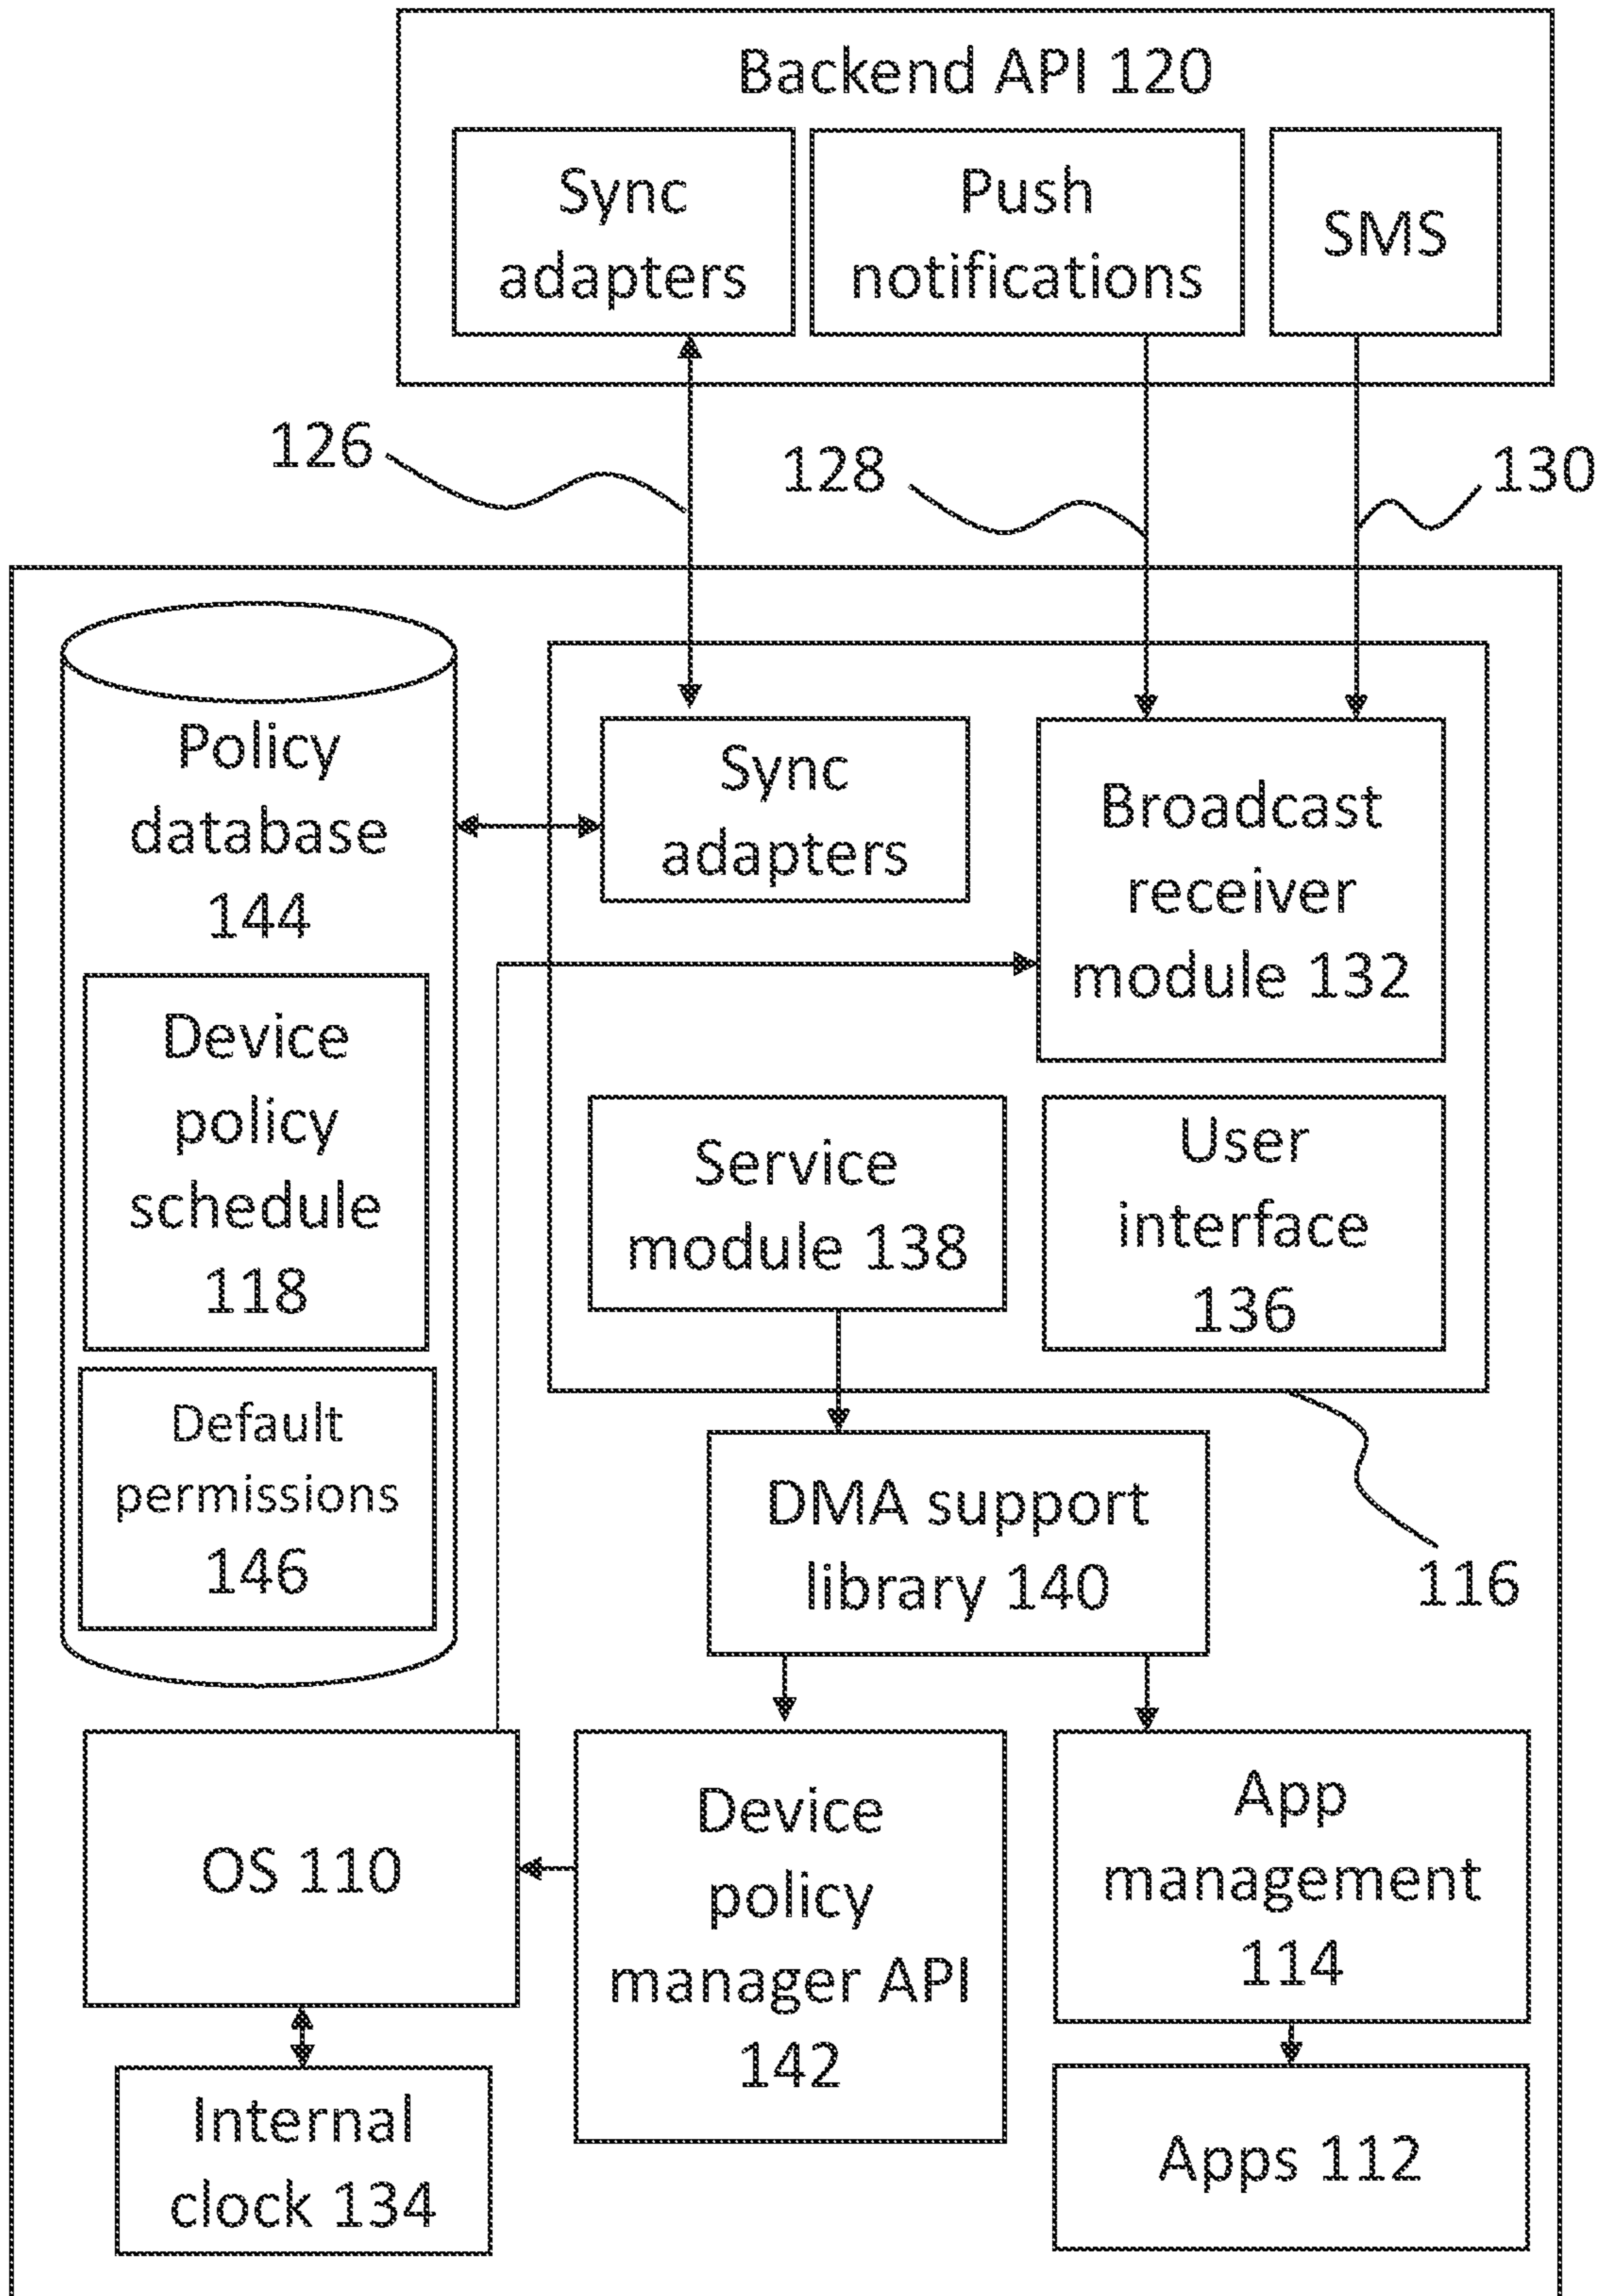 Backend API 120
Sync
adapters
Push
notifications
SMS
126
128
130
Policy
database
144
Device
policy
schedule
118
Default
permissions
146
Sync
adapters
Broadcast
receiver
module 132
Service
module 138
User
interface
136
DMA support
library 140
116
OS 110
Device
policy
manager API
142
App
management
114
Internal
clock 134
Apps 112